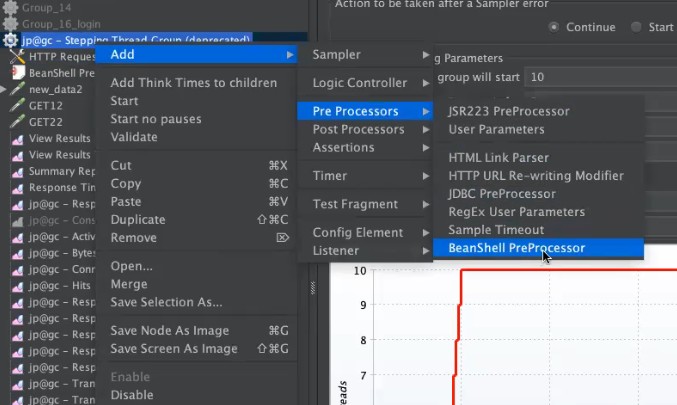 Group_14
Action to be taken after a Sampler error
Group_16_login
Continue
Start
jp@gc - Stepping Thread Group (deprecated)
HTTP Reques
BeanShell Pre
new_data2
GET12
GET22
View Results
View Results
Summary Rep
Response Tin
jp@gc - Resp
jp@gc - Cons
jp@gc - Activ
jp@gc - Bytes
jp@gc - Conn
jp@gc - Hits
jp@gc - Resp
jp@gc - Resp
jp@gc - Resp
jp@gc - Resp
jp@gc - Tran
jp@gc - Tran
Add
Add Think Times to children
Start
Start no pauses
Validate
Cut ⌘X
Copy ⌘C
Paste ⌘V
Duplicate ⇧⌘C
Remove ⌦
Open...
Merge
Save Selection As...
Save Node As Image ⌘G
Save Screen As Image ⇧⌘G
Enable
Disable
Sampler
Logic Controller
Pre Processors
Post Processors
Assertions
Timer
Test Fragment
Config Element
Listener
g Parameters
group will start 10
JSR223 PreProcessor
User Parameters
HTML Link Parser
HTTP URL Re-writing Modifier
JDBC PreProcessor
RegEx User Parameters
Sample Timeout
BeanShell PreProcessor
10
9
8
7
reads